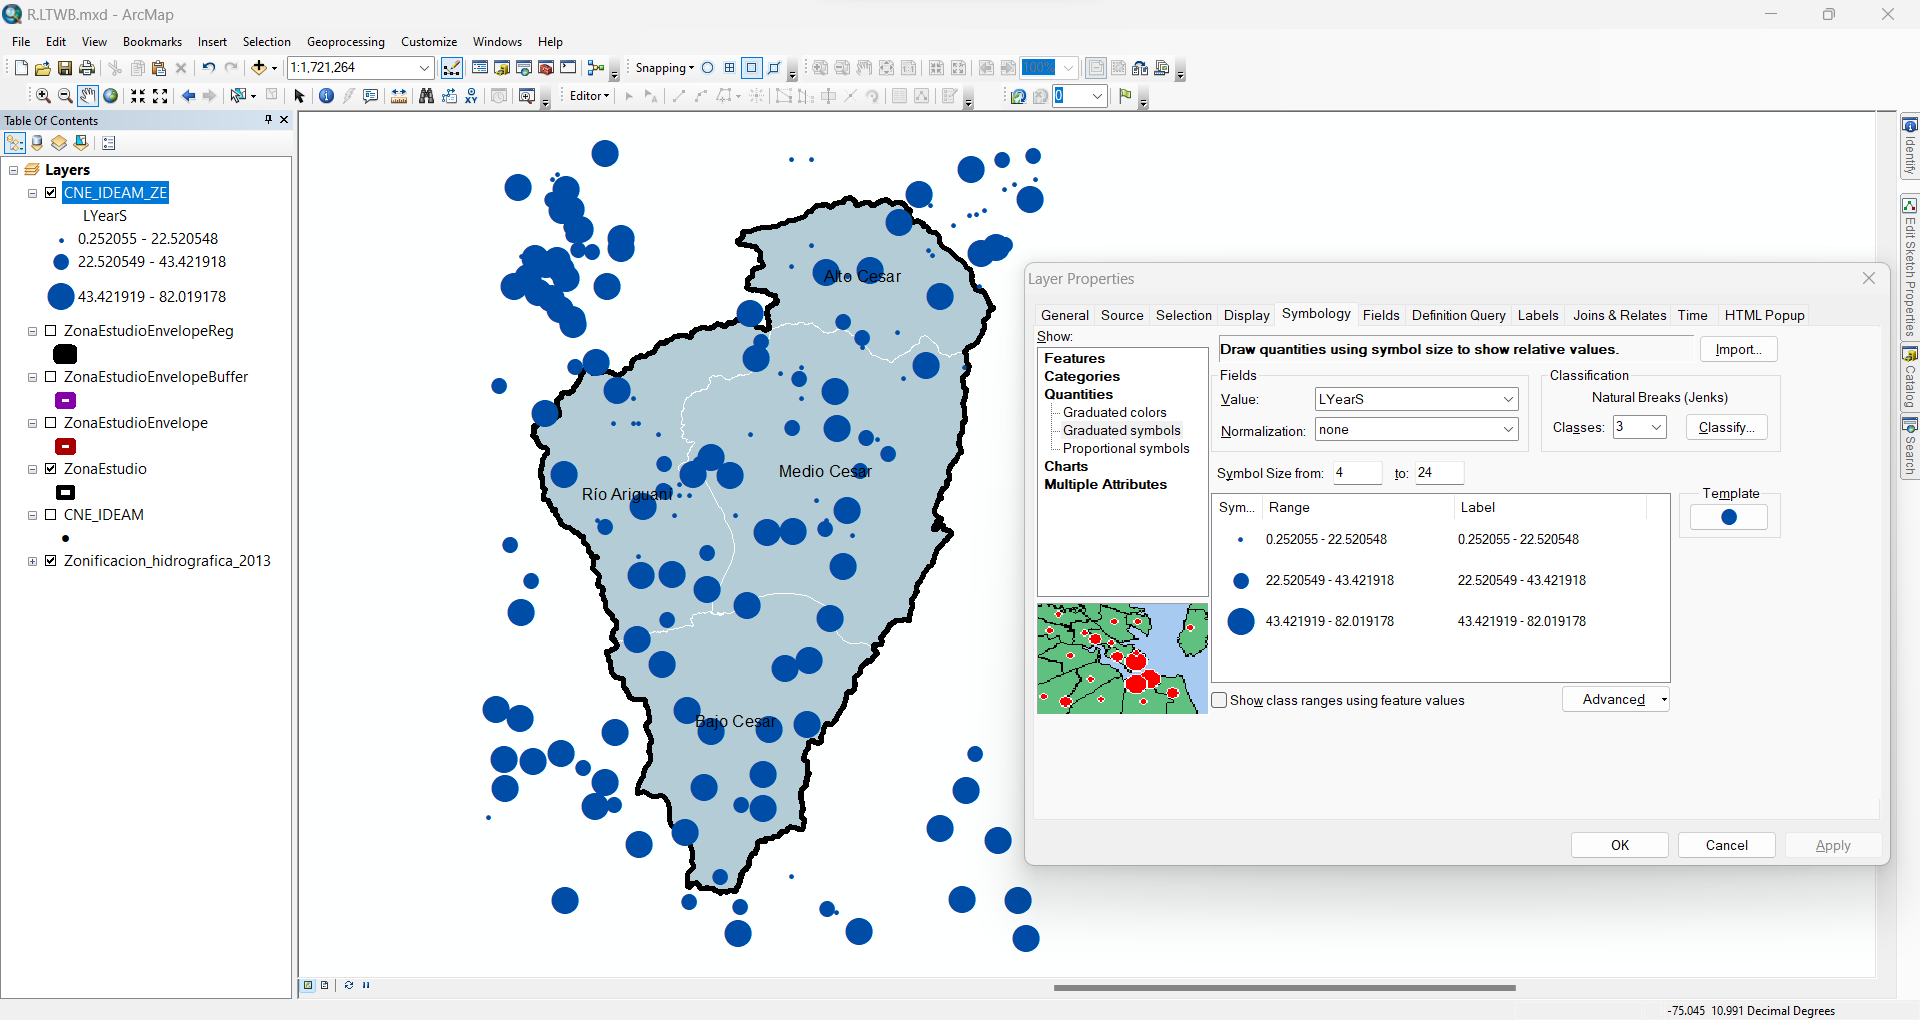 R.LTWB.mxd - ArcMap
File Edit View Bookmarks Insert Selection Geoprocessing Customize Windows Help
1:1,721,264 Snapping 100%
Editor 0
Table Of Contents
Layers
CNE_IDEAM_ZE
LYearS
0.252055 - 22.520548
22.520549 - 43.421918
43.421919 - 82.019178
ZonaEstudioEnvelopeReg
ZonaEstudioEnvelopeBuffer
ZonaEstudioEnvelope
ZonaEstudio
CNE_IDEAM
Zonificacion_hidrografica_2013
Alto Cesar
Medio Cesar
Río Ariguaní
Bajo Cesar
Layer Properties
General Source Selection Display Symbology Fields Definition Query Labels Joins & Relates Time HTML Popup
Show:
Features
Categories
Quantities
Graduated colors
Graduated symbols
Proportional symbols
Charts
Multiple Attributes
Draw quantities using symbol size to show relative values.
Import...
Fields
Value: LYearS
Normalization: none
Classification
Natural Breaks (Jenks)
Classes: 3 Classify...
Symbol Size from: 4 to: 24
Sym... Range Label
0.252055 - 22.520548 0.252055 - 22.520548
22.520549 - 43.421918 22.520549 - 43.421918
43.421919 - 82.019178 43.421919 - 82.019178
Template
Show class ranges using feature values
Advanced
OK Cancel Apply
Identify
Edit Sketch Properties
Catalog
Search
-75.045 10.991 Decimal Degrees